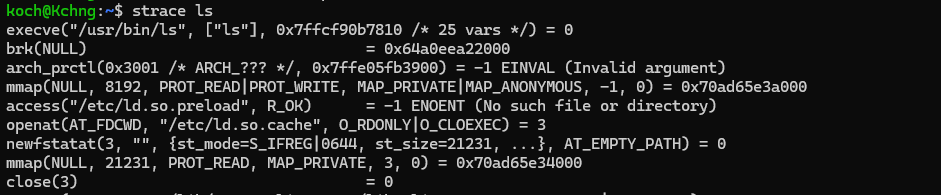 koch@Kchng:~$ strace ls
execve("/usr/bin/ls", ["ls"], 0x7ffcf90b7810 /* 25 vars */) = 0
brk(NULL)                               = 0x64a0eea22000
arch_prctl(0x3001 /* ARCH_??? */, 0x7ffe05fb3900) = -1 EINVAL (Invalid argument)
mmap(NULL, 8192, PROT_READ|PROT_WRITE, MAP_PRIVATE|MAP_ANONYMOUS, -1, 0) = 0x70ad65e3a000
access("/etc/ld.so.preload", R_OK)      = -1 ENOENT (No such file or directory)
openat(AT_FDCWD, "/etc/ld.so.cache", O_RDONLY|O_CLOEXEC) = 3
newfstatat(3, "", {st_mode=S_IFREG|0644, st_size=21231, ...}, AT_EMPTY_PATH) = 0
mmap(NULL, 21231, PROT_READ, MAP_PRIVATE, 3, 0) = 0x70ad65e34000
close(3)                                = 0